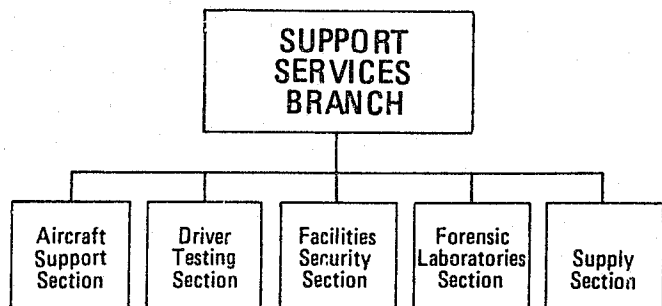 SUPPORT
SERVICES
BRANCH
Aircraft
Support
Section
Driver
Testing
Section
Facilities
Security
Section
Forensic
Laboratories
Section
Supply
Section